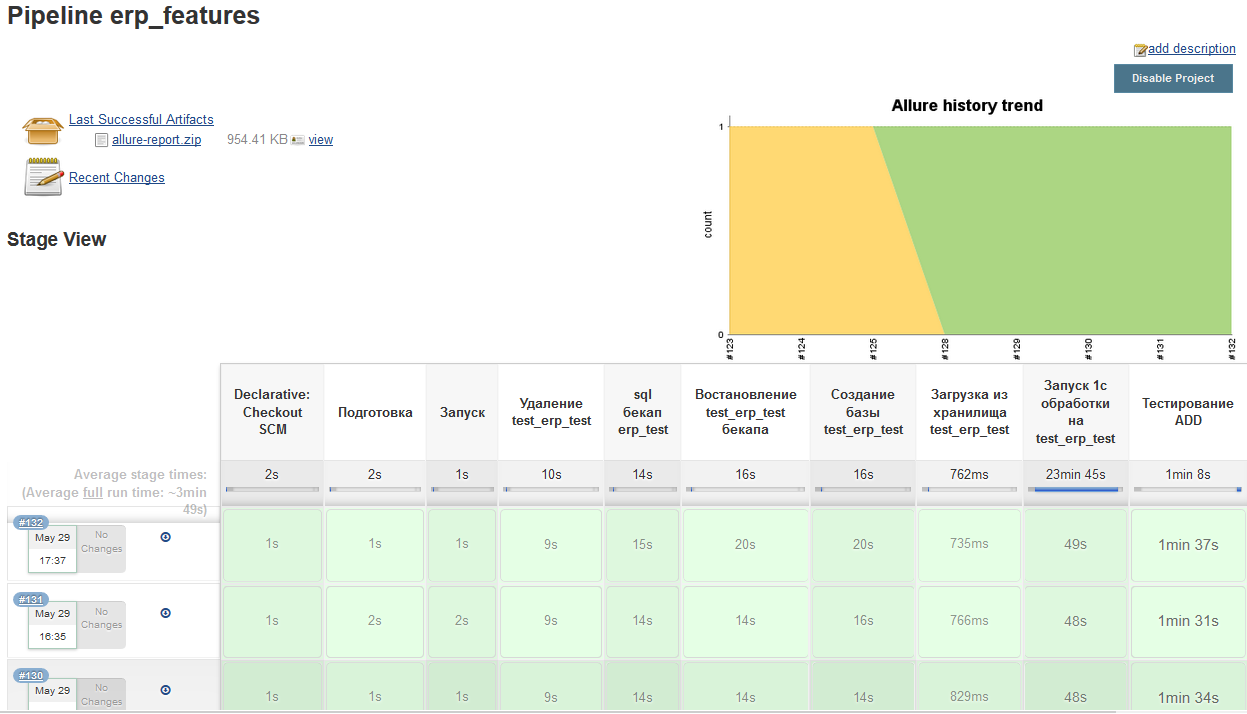 Pipeline erp_features
add description
Disable Project
Last Successful Artifacts
allure-report.zip 954.41 KB view
Recent Changes
Stage View
Allure history trend
count
1
0
#123 #124 #125 #128 #129 #130 #131 #132
Declarative:
Checkout
SCM
Подготовка
Запуск
Удаление
test_erp_test
sql
бекап
erp_test
Востановление
test_erp_test
бекапа
Создание
базы
test_erp_test
Загрузка из
хранилища
test_erp_test
Запуск 1с
обработки
на
test_erp_test
Тестирование
ADD
Average stage times:
(Average full run time: ~3min
49s)
2s 2s 1s 10s 14s 16s 16s 762ms 23min 45s 1min 8s
#132
May 29
17:37
No
Changes
1s 1s 1s 9s 15s 20s 20s 735ms 49s 1min 37s
#131
May 29
16:35
No
Changes
1s 2s 2s 9s 14s 14s 16s 766ms 48s 1min 31s
#130
May 29
No
Changes
1s 1s 1s 9s 14s 14s 14s 829ms 48s 1min 34s